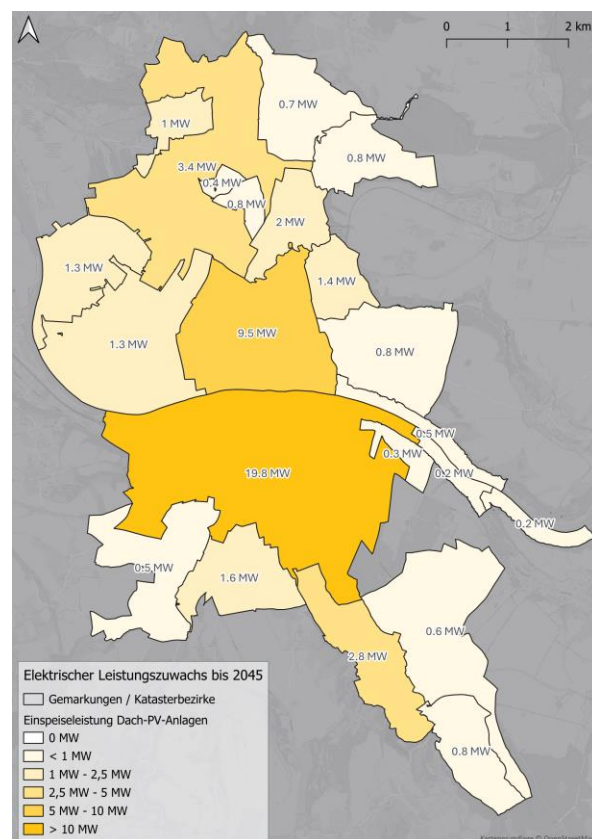 0 1 2 km
0.7 MW
1 MW
0.8 MW
3.4 MW
0.4 MW
0.8 MW
2 MW
1.3 MW
1.4 MW
9.5 MW
1.3 MW
0.8 MW
0.5 MW
0.3 MW
19.8 MW
0.2 MW
0.2 MW
0.5 MW
1.6 MW
0.6 MW
2.8 MW
0.8 MW
Elektrischer Leistungszuwachs bis 2045
Gemarkungen / Katasterbezirke
Einspeiseleistung Dach-PV-Anlagen
0 MW
< 1 MW
1 MW - 2,5 MW
2,5 MW - 5 MW
5 MW - 10 MW
> 10 MW